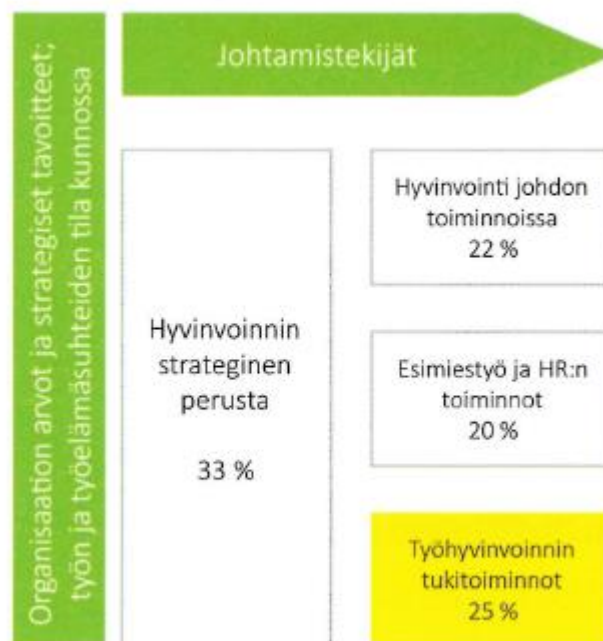 Organisaation arvot ja strategiset tavoitteet;
työn ja työelämäsuhteiden tila kunnossa
Johtamistekijät
Hyvinvoinnin
strateginen
perusta
33 %
Hyvinvointi johdon
toiminnoissa
22 %
Esimiestyö ja HR:n
toiminnot
20 %
Työhyvinvoinnin
tukitoiminnot
25 %